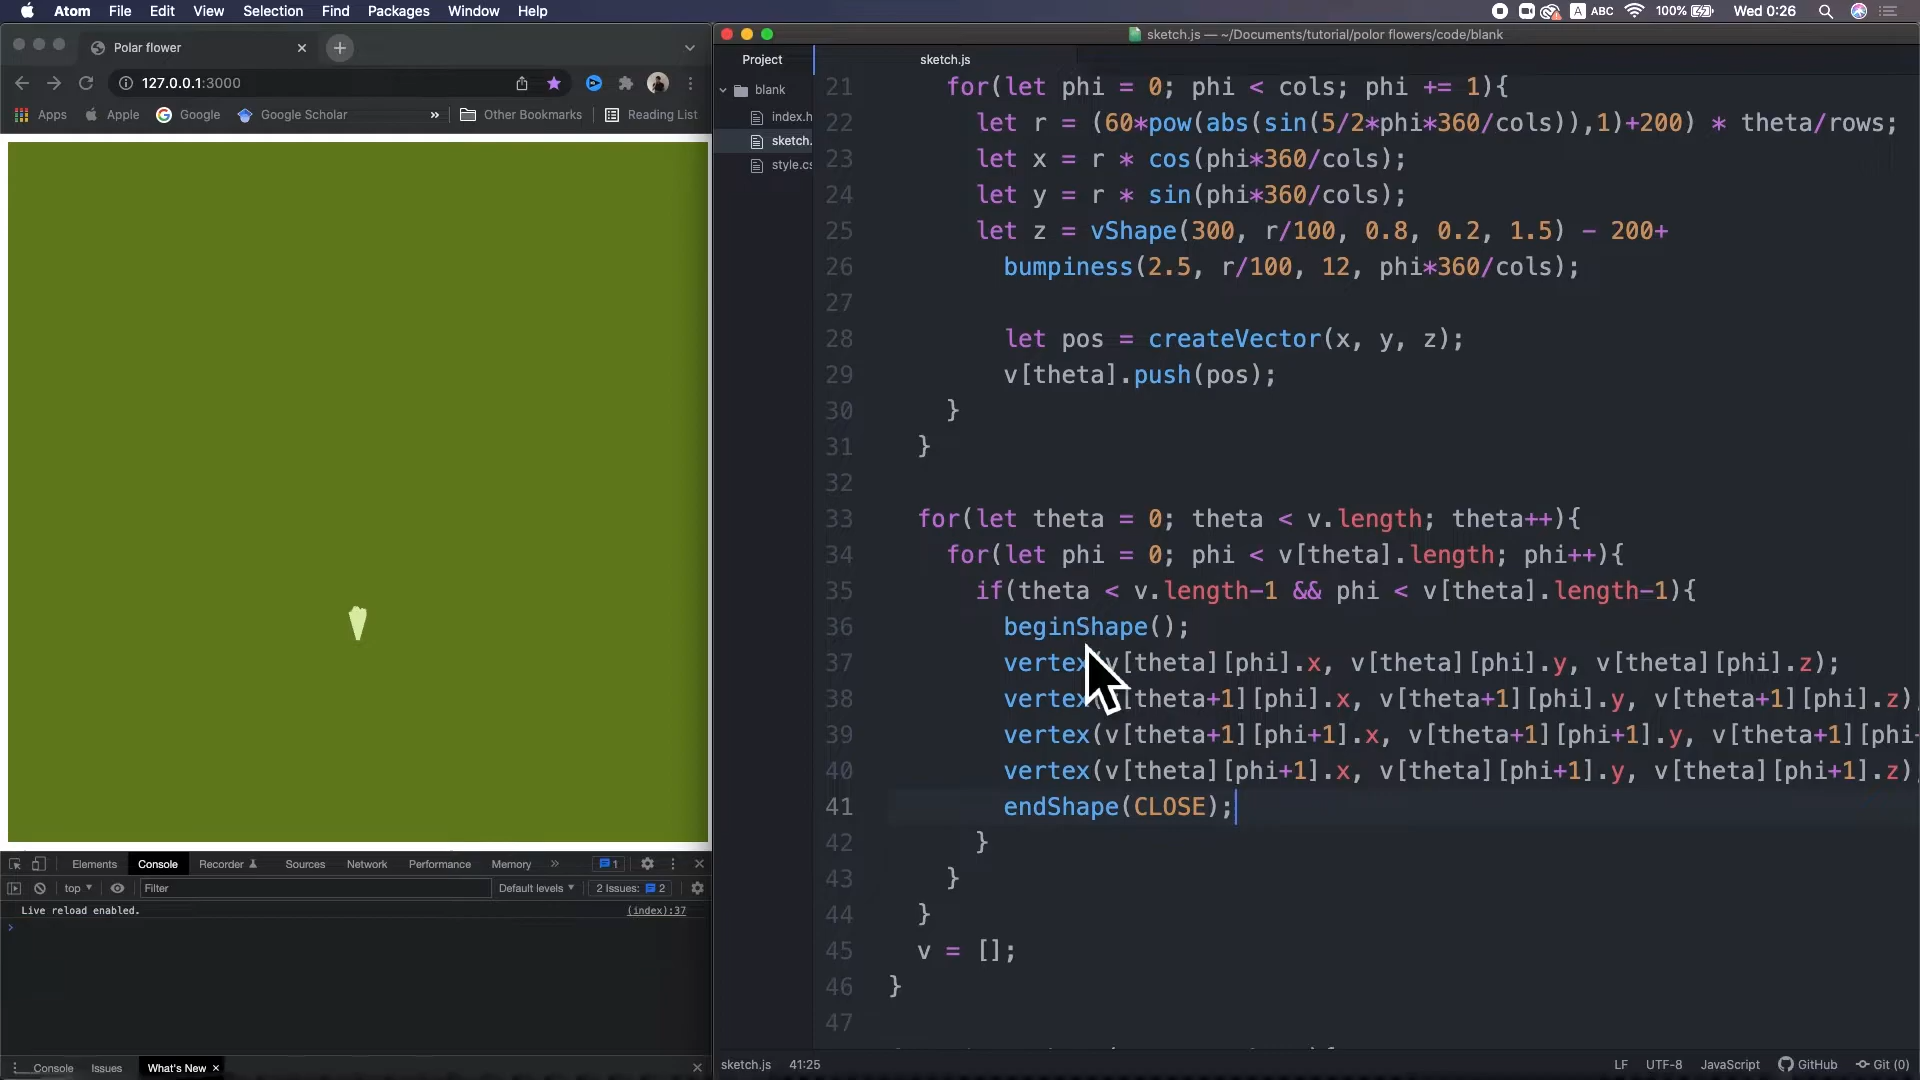 Atom File Edit View Selection Find Packages Window Help
A ABC 100% Wed 0:26
Polar flower
127.0.0.1:3000
Apps Apple Google Google Scholar » Other Bookmarks Reading List
Elements Console Recorder Sources Network Performance Memory » 1
top Filter Default levels 2 Issues: 2
Live reload enabled. (index):37
>
Console Issues What's New
sketch.js — ~/Documents/tutorial/polor flowers/code/blank
Project
blank
index.h
sketch.
style.cs
sketch.js
21 for(let phi = 0; phi < cols; phi += 1){
22 let r = (60*pow(abs(sin(5/2*phi*360/cols)),1)+200) * theta/rows;
23 let x = r * cos(phi*360/cols);
24 let y = r * sin(phi*360/cols);
25 let z = vShape(300, r/100, 0.8, 0.2, 1.5) - 200+
26 bumpiness(2.5, r/100, 12, phi*360/cols);
27
28 let pos = createVector(x, y, z);
29 v[theta].push(pos);
30 }
31 }
32
33 for(let theta = 0; theta < v.length; theta++){
34 for(let phi = 0; phi < v[theta].length; phi++){
35 if(theta < v.length-1 && phi < v[theta].length-1){
36 beginShape();
37 vertex(v[theta][phi].x, v[theta][phi].y, v[theta][phi].z);
38 vertex(v[theta+1][phi].x, v[theta+1][phi].y, v[theta+1][phi].z)
39 vertex(v[theta+1][phi+1].x, v[theta+1][phi+1].y, v[theta+1][phi+
40 vertex(v[theta][phi+1].x, v[theta][phi+1].y, v[theta][phi+1].z)
41 endShape(CLOSE);
42 }
43 }
44 }
45 v = [];
46 }
47
sketch.js 41:25
LF UTF-8 JavaScript GitHub Git (0)